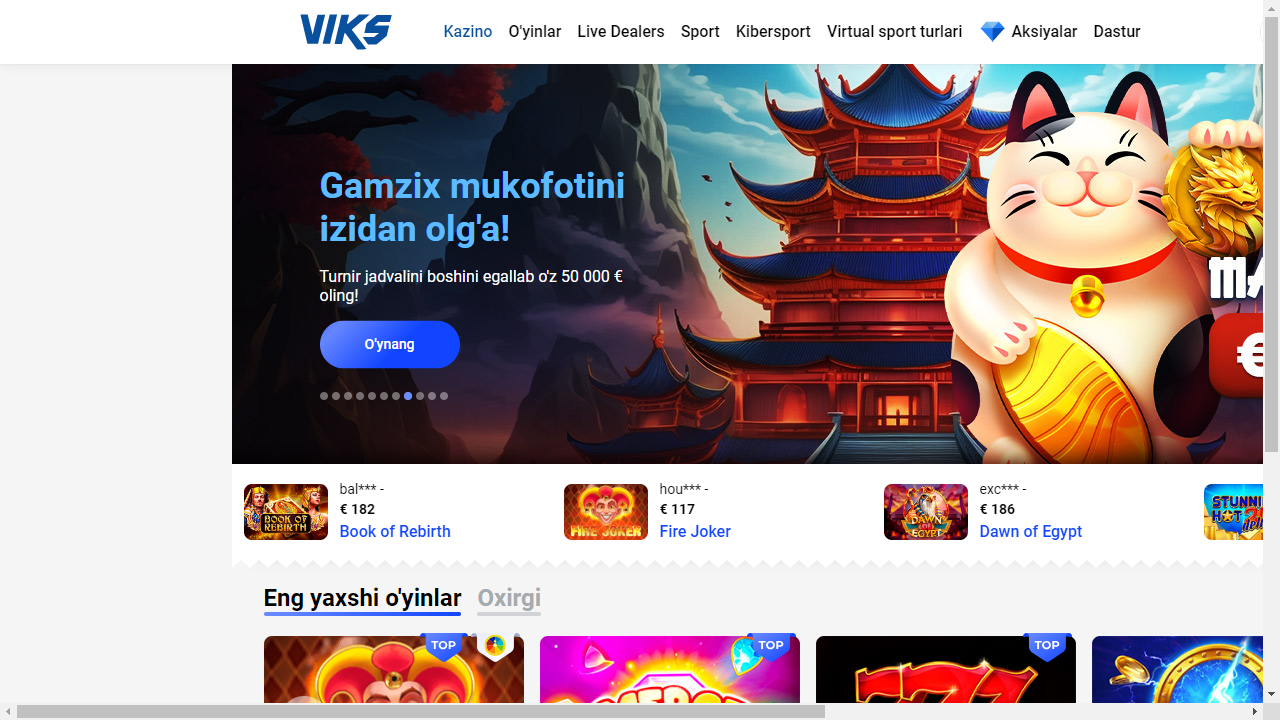 VIKS
Kazino O'yinlar Live Dealers Sport Kibersport Virtual sport turlari Aksiyalar Dastur
Gamzix mukofotini
izidan olg'a!
Turnir jadvalini boshini egallab o'z 50 000 €
oling!
O'ynang
MA
€
bal*** -
€ 182
Book of Rebirth
BOOK OF
REBIRTH
hou*** -
€ 117
Fire Joker
FIRE JOKER
exc*** -
€ 186
Dawn of Egypt
DAWN
OF
EGYPT
HOT
Eng yaxshi o'yinlar Oxirgi
TOP
TOP
TOP
777